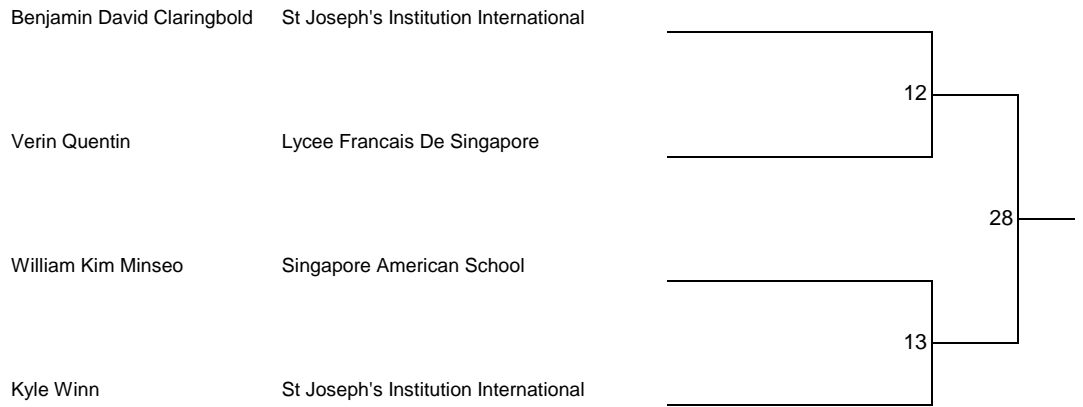 Benjamin David Claringbold St Joseph's Institution International
12
Verin Quentin Lycee Francais De Singapore
28
William Kim Minseo Singapore American School
13
Kyle Winn St Joseph's Institution International